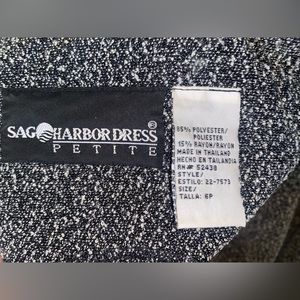 SAG HARBOR DRESS ®
PETITE
85% POLYESTER/
POLIESTER
15% RAYON/RAYON
MADE IN THAILAND
HECHO EN TAILANDIA
RN# 52438
STYLE/
ESTILO: 22-7573
SIZE/
TALLA: 6P